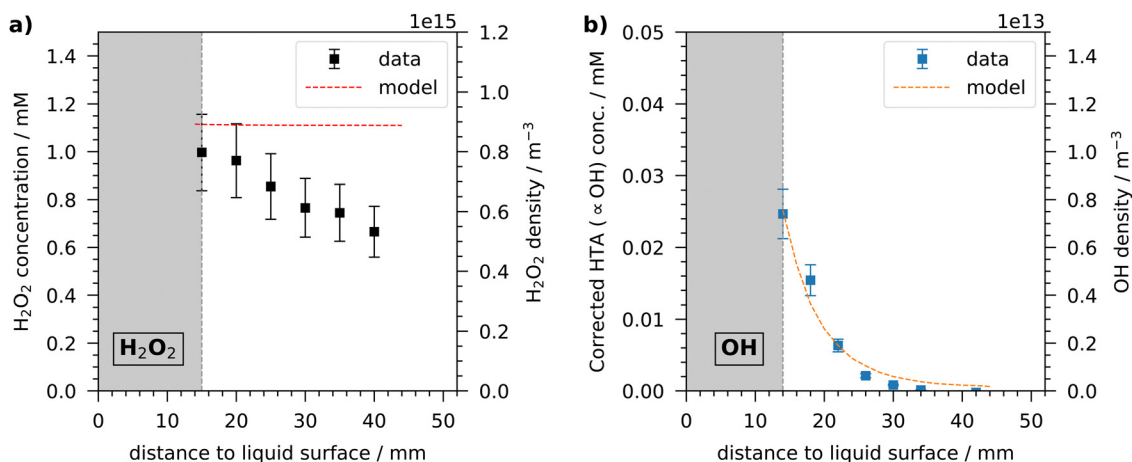 a)
1e15
1.4
1.2
1.0
0.8
0.6
0.4
0.2
0.0
H₂O₂ concentration / mM
data
model
H₂O₂
1.2
1.0
0.8
0.6
0.4
0.2
0.0
H₂O₂ density / m⁻³
0 10 20 30 40 50
distance to liquid surface / mm
b)
1e13
0.05
0.04
0.03
0.02
0.01
0.00
Corrected HTA (∝ OH) conc. / mM
data
model
OH
1.4
1.2
1.0
0.8
0.6
0.4
0.2
0.0
OH density / m⁻³
0 10 20 30 40 50
distance to liquid surface / mm